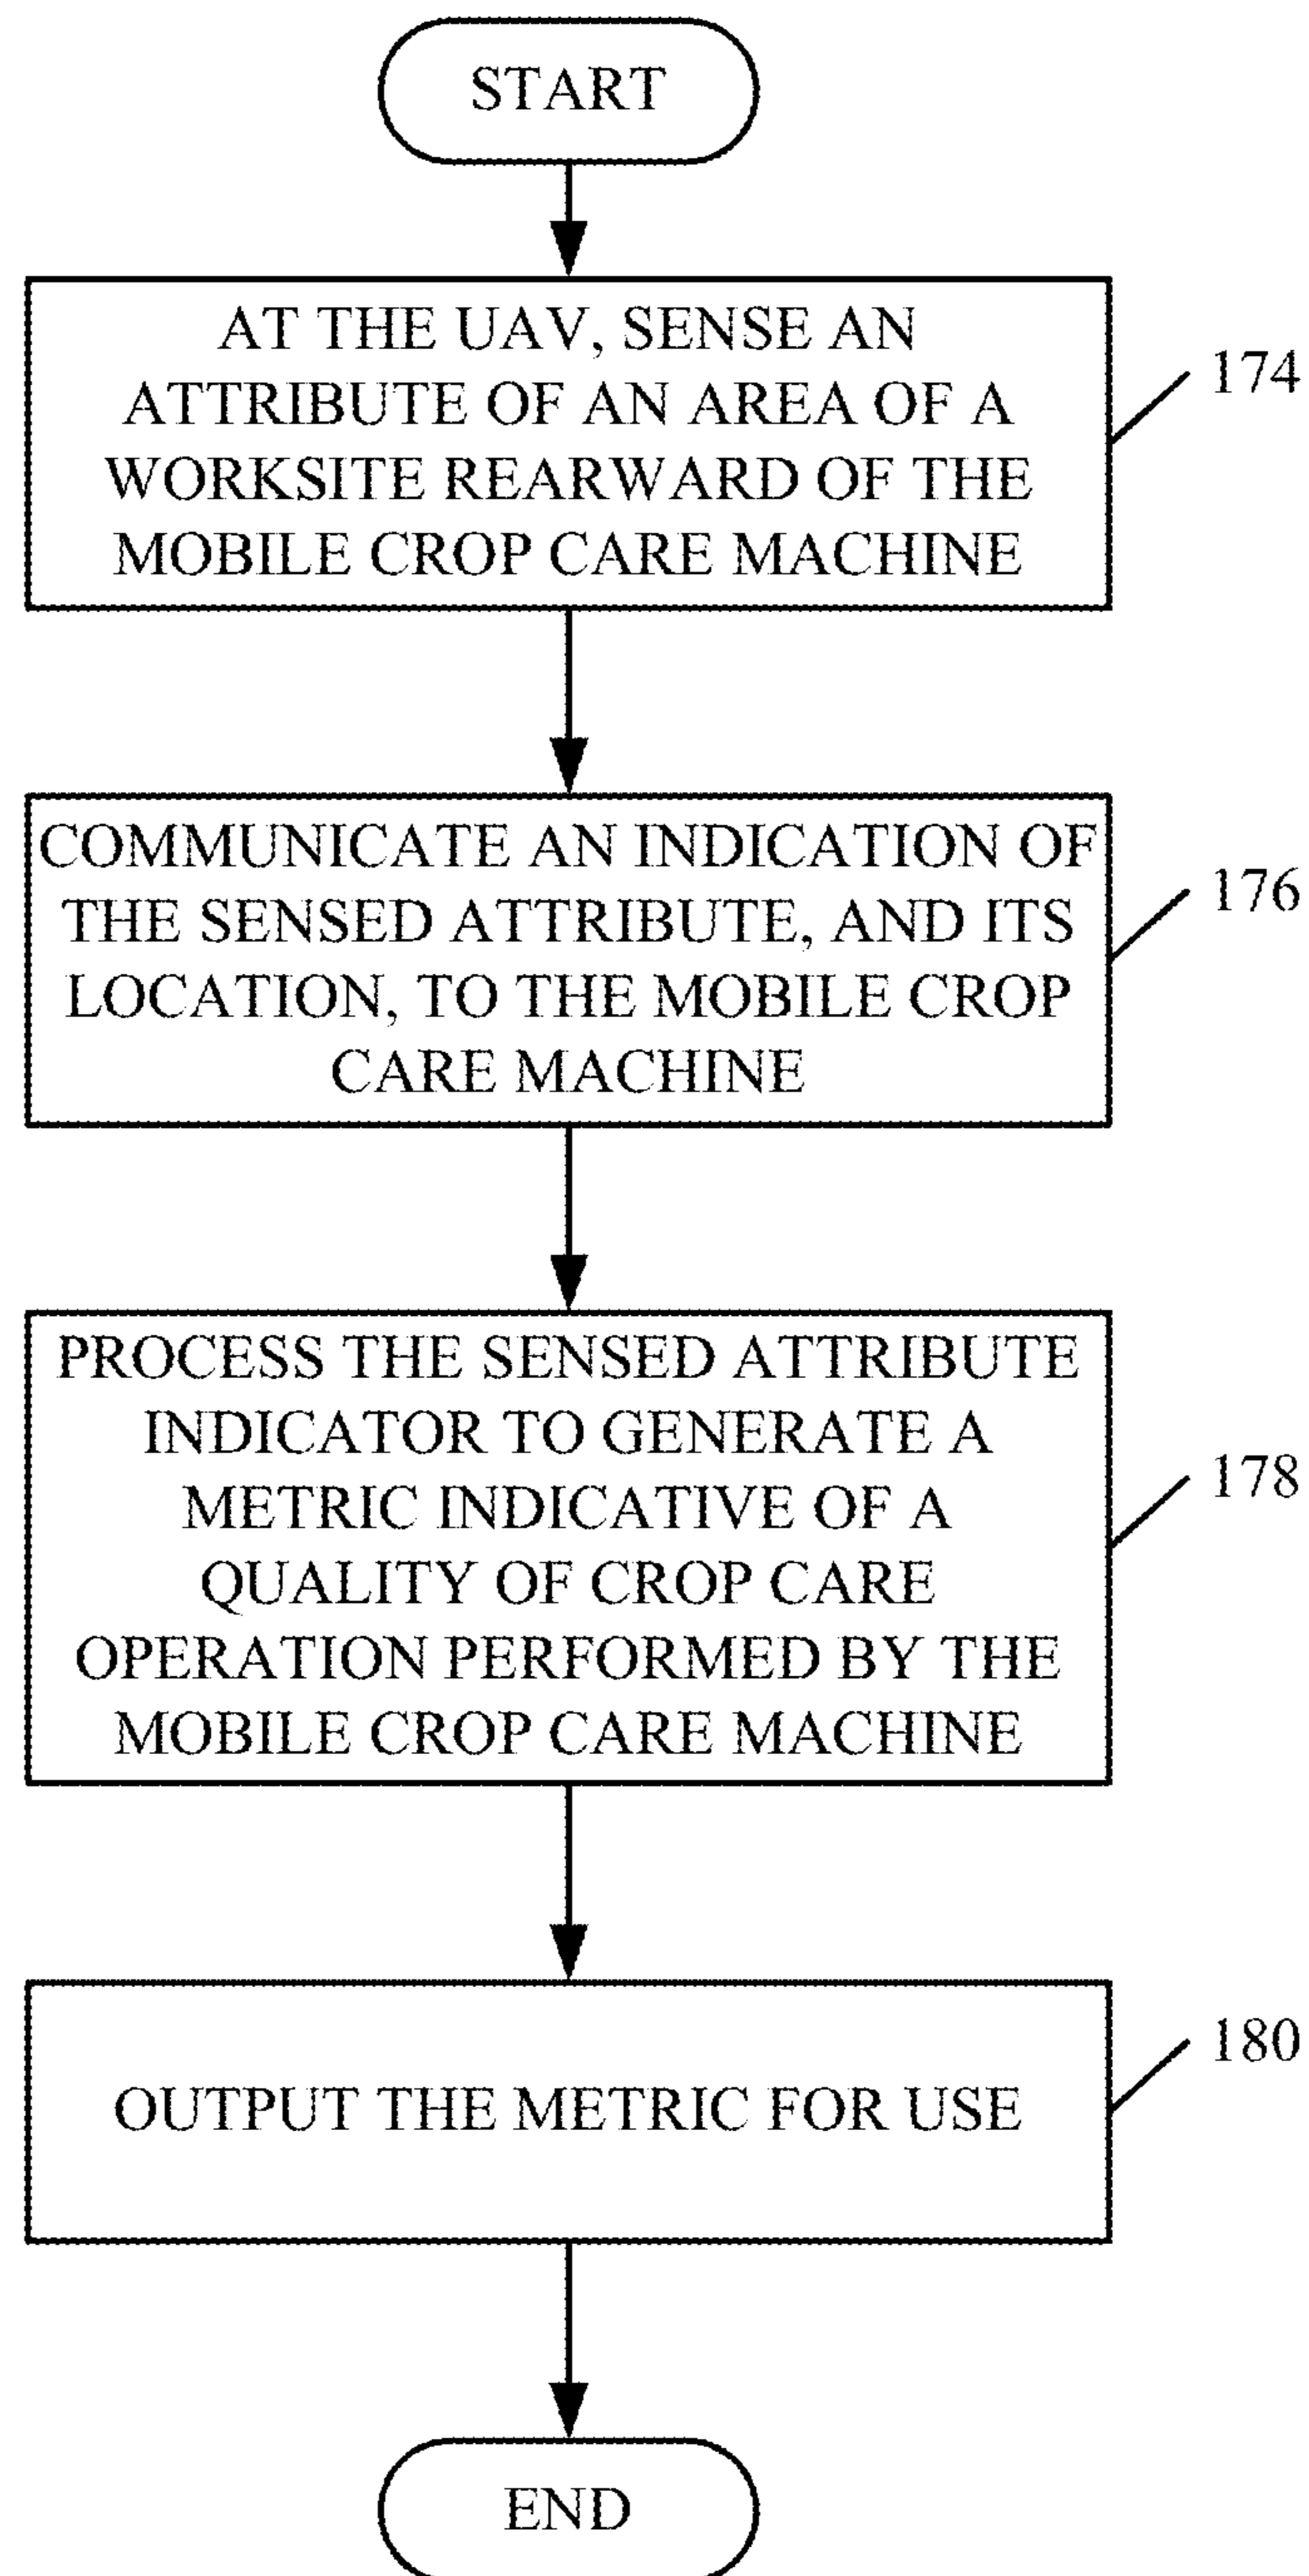 START
AT THE UAV, SENSE AN
ATTRIBUTE OF AN AREA OF A
WORKSITE REARWARD OF THE
MOBILE CROP CARE MACHINE
174
COMMUNICATE AN INDICATION OF
THE SENSED ATTRIBUTE, AND ITS
LOCATION, TO THE MOBILE CROP
CARE MACHINE
176
PROCESS THE SENSED ATTRIBUTE
INDICATOR TO GENERATE A
METRIC INDICATIVE OF A
QUALITY OF CROP CARE
OPERATION PERFORMED BY THE
MOBILE CROP CARE MACHINE
178
OUTPUT THE METRIC FOR USE
180
END